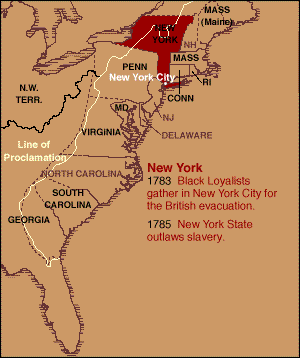 MASS
(Maine)
NEW
YORK
NH
MASS
PENN
New York City
RI
CONN
N.W.
TERR.
NJ
MD
DELAWARE
VIRGINIA
Line of
Proclamation
NORTH CAROLINA
SOUTH
CAROLINA
GEORGIA
New York
1783 Black Loyalists
gather in New York City for
the British evacuation.
1785 New York State
outlaws slavery.